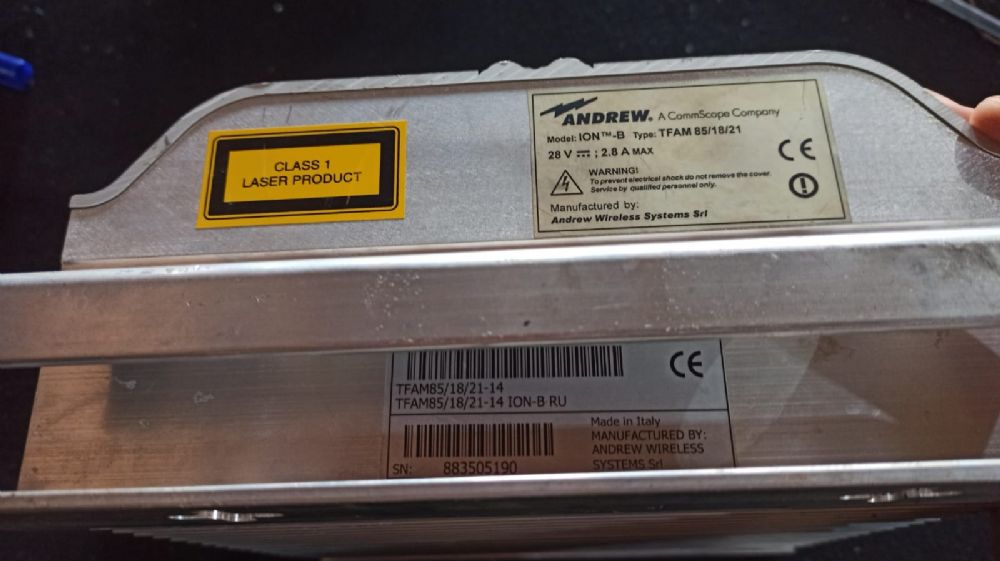 CLASS 1
LASER PRODUCT
ANDREW. A CommScope Company
Model: ION™-B Type: TFAM 85/18/21
28 V ⎓ ; 2.8 A MAX
CE
WARNING!
To prevent electrical shock do not remove the cover.
Service by qualified personnel only.
Manufactured by:
Andrew Wireless Systems Srl
CE
TFAM85/18/21-14
TFAM85/18/21-14 ION-B RU
Made in Italy
MANUFACTURED BY:
ANDREW WIRELESS
SYSTEMS Srl
SN: 883505190